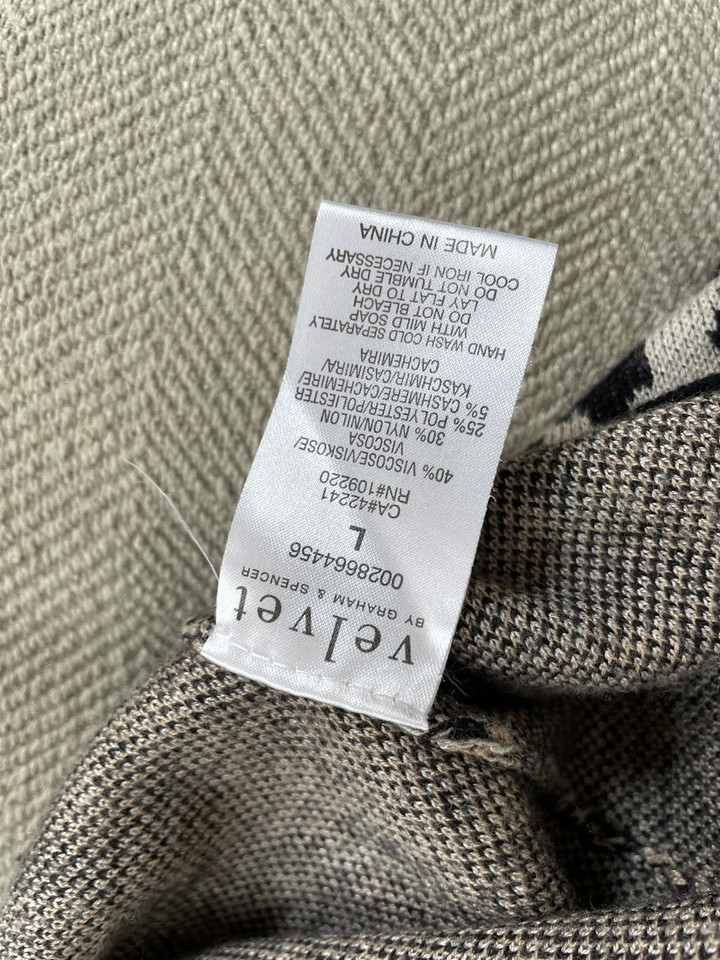 velvet
BY GRAHAM & SPENCER
0028664456
L
CA#42241
RN#109220
40% VISCOSE/VISKOSE/
VISCOSA
30% NYLON/NILON
25% POLYESTER/POLIESTER
5% CASHMERE/CACHEMIRE/
KASCHMIR/CASIMIRA/
CACHEMIRA
HAND WASH COLD SEPARATELY
WITH MILD SOAP
DO NOT BLEACH
LAY FLAT TO DRY
DO NOT TUMBLE DRY
COOL IRON IF NECESSARY
MADE IN CHINA